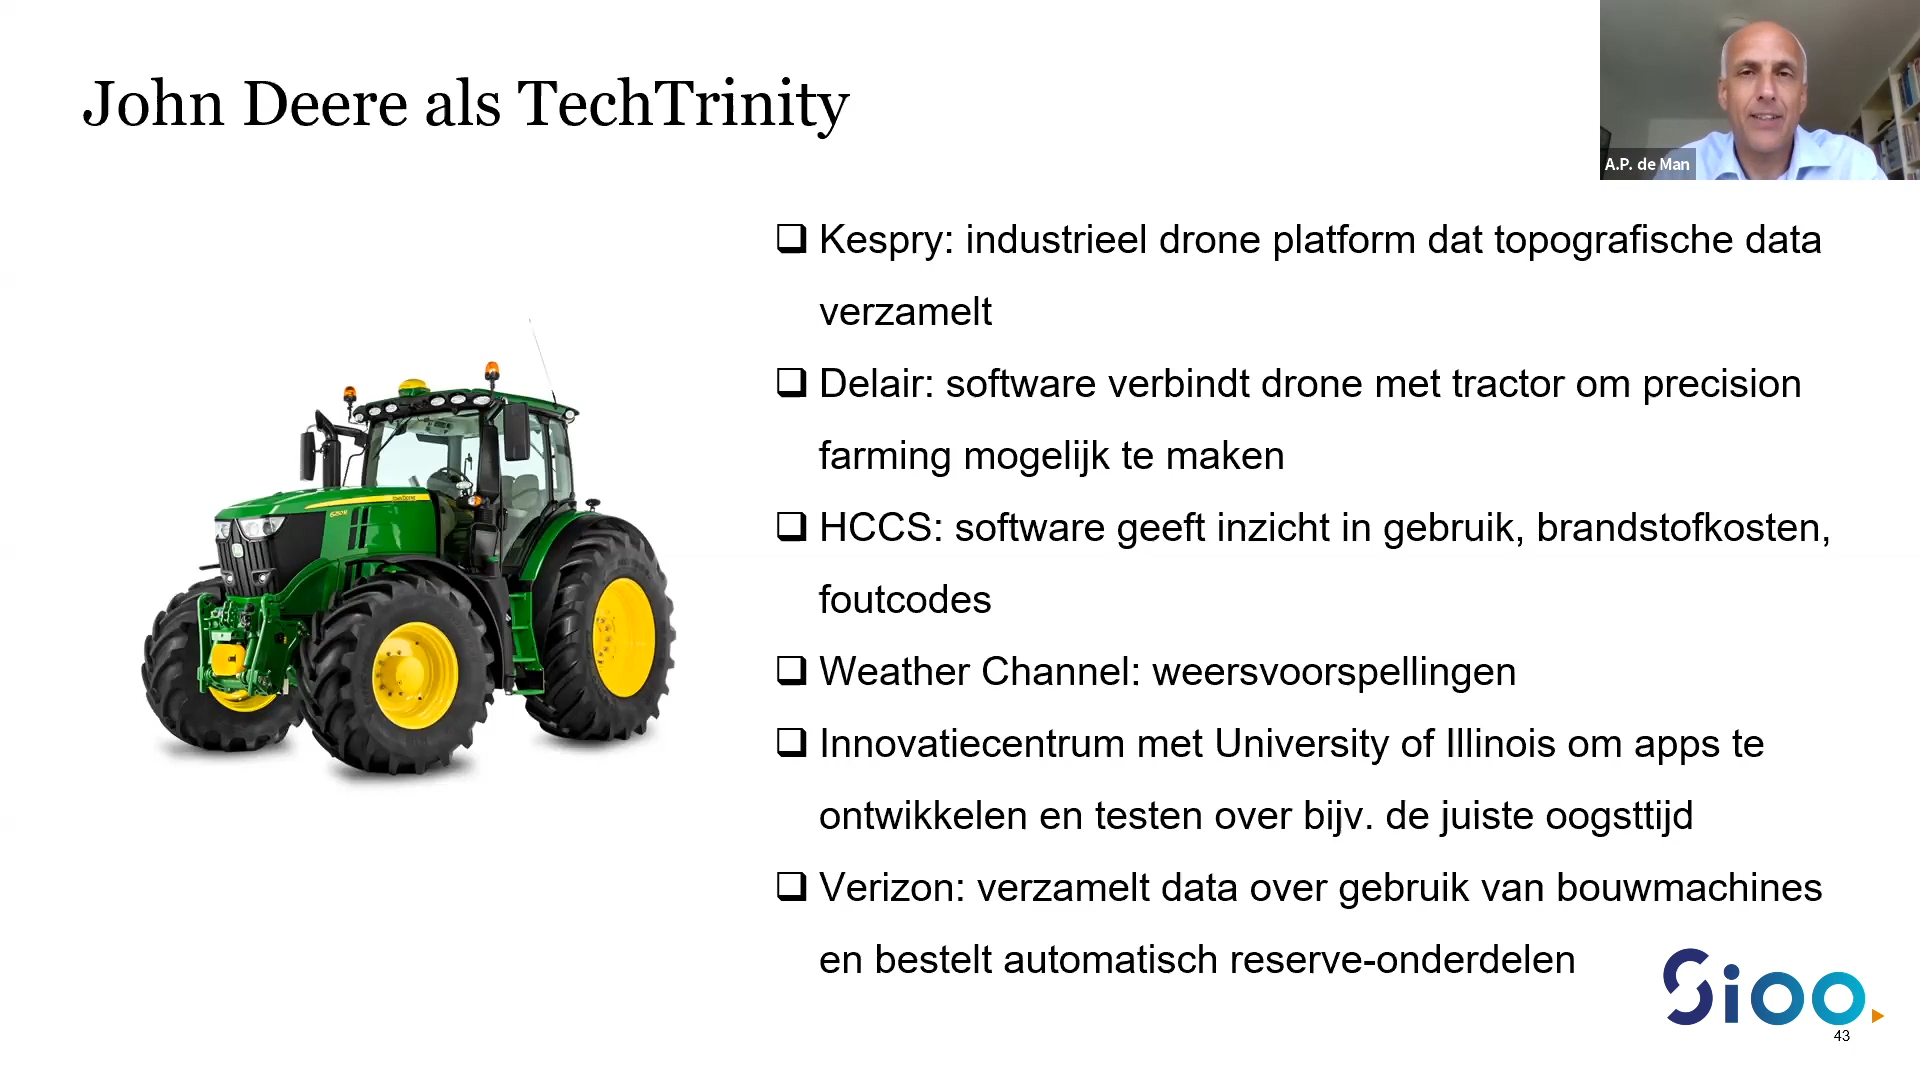 John Deere als TechTrinity
A.P. de Man
Kespry: industrieel drone platform dat topografische data
verzamelt
Delair: software verbindt drone met tractor om precision
farming mogelijk te maken
HCCS: software geeft inzicht in gebruik, brandstofkosten,
foutcodes
Weather Channel: weersvoorspellingen
Innovatiecentrum met University of Illinois om apps te
ontwikkelen en testen over bijv. de juiste oogsttijd
Verizon: verzamelt data over gebruik van bouwmachines
en bestelt automatisch reserve-onderdelen
JOHN DEERE
Sioo
43